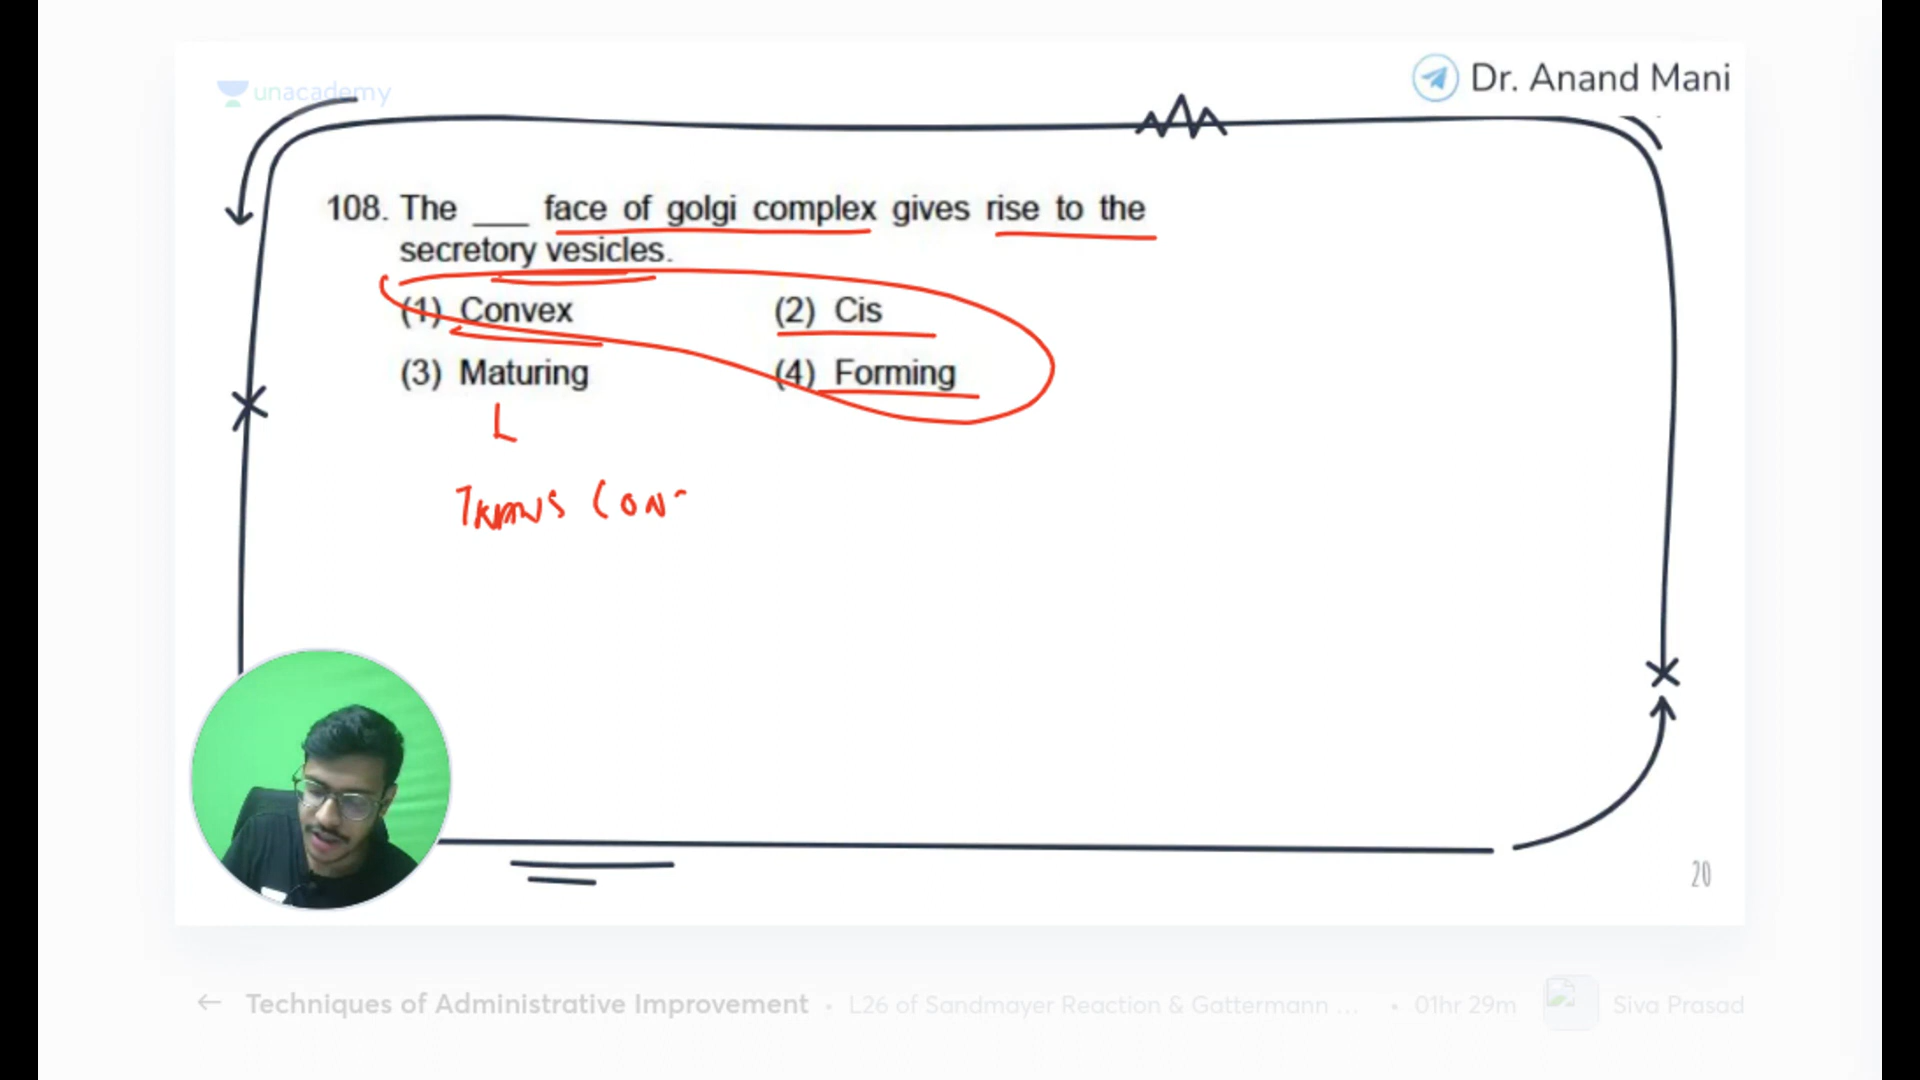 unacademy
Dr. Anand Mani
108. The ___ face of golgi complex gives rise to the
secretory vesicles.
(1) Convex (2) Cis
(3) Maturing (4) Forming
TRANS CON
20
← Techniques of Administrative Improvement • L26 of Sandmayer Reaction & Gattermann ... • 01hr 29m Siva Prasad